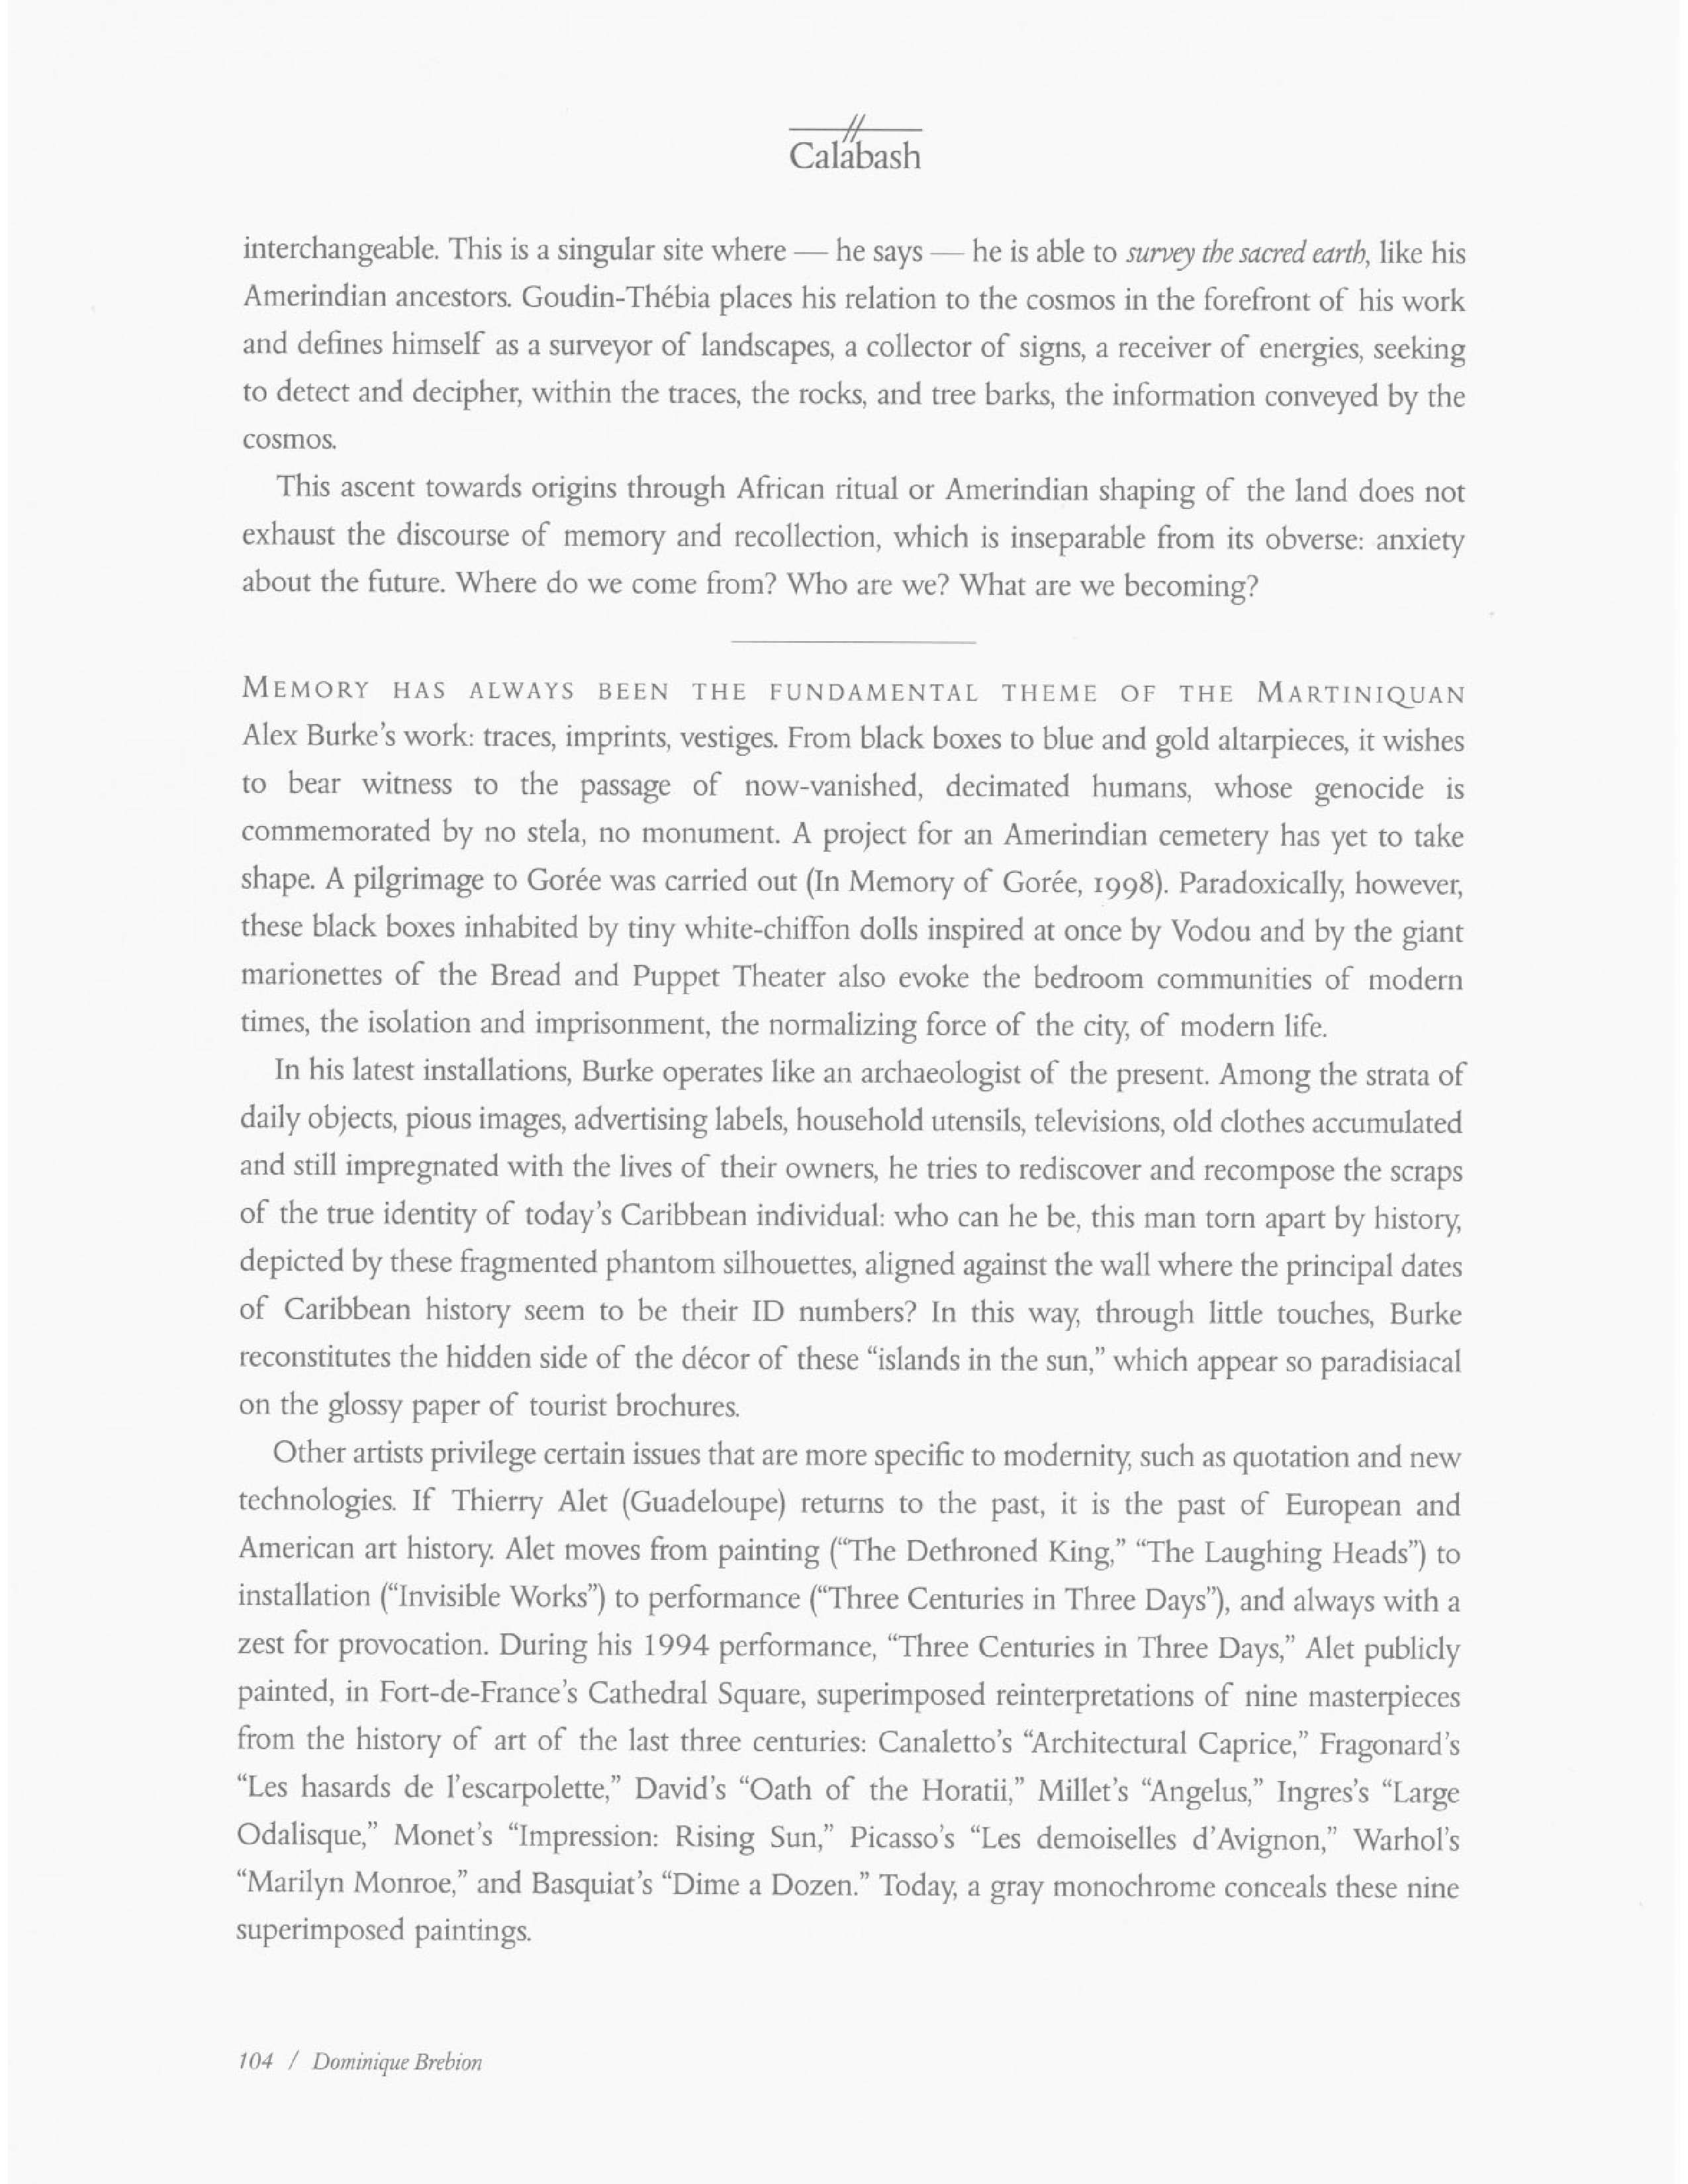 Calabash
interchangeable. This is a singular site where — he says — he is able to survey the sacred earth, like his
Amerindian ancestors. Goudin-Thébia places his relation to the cosmos in the forefront of his work
and defines himself as a surveyor of landscapes, a collector of signs, a receiver of energies, seeking
to detect and decipher, within the traces, the rocks, and tree barks, the information conveyed by the
cosmos.
This ascent towards origins through African ritual or Amerindian shaping of the land does not
exhaust the discourse of memory and recollection, which is inseparable from its obverse: anxiety
about the future. Where do we come from? Who are we? What are we becoming?
MEMORY HAS ALWAYS BEEN THE FUNDAMENTAL THEME OF THE MARTINIQUAN
Alex Burke's work: traces, imprints, vestiges. From black boxes to blue and gold altarpieces, it wishes
to bear witness to the passage of now-vanished, decimated humans, whose genocide is
commemorated by no stela, no monument. A project for an Amerindian cemetery has yet to take
shape. A pilgrimage to Gorée was carried out (In Memory of Gorée, 1998). Paradoxically, however,
these black boxes inhabited by tiny white-chiffon dolls inspired at once by Vodou and by the giant
marionettes of the Bread and Puppet Theater also evoke the bedroom communities of modern
times, the isolation and imprisonment, the normalizing force of the city, of modern life.
In his latest installations, Burke operates like an archaeologist of the present. Among the strata of
daily objects, pious images, advertising labels, household utensils, televisions, old clothes accumulated
and still impregnated with the lives of their owners, he tries to rediscover and recompose the scraps
of the true identity of today's Caribbean individual: who can he be, this man torn apart by history,
depicted by these fragmented phantom silhouettes, aligned against the wall where the principal dates
of Caribbean history seem to be their ID numbers? In this way, through little touches, Burke
reconstitutes the hidden side of the décor of these “islands in the sun,” which appear so paradisiacal
on the glossy paper of tourist brochures.
Other artists privilege certain issues that are more specific to modernity, such as quotation and new
technologies. If Thierry Alet (Guadeloupe) returns to the past, it is the past of European and
American art history. Alet moves from painting (“The Dethroned King,” “The Laughing Heads”) to
installation (“Invisible Works”) to performance (“Three Centuries in Three Days”), and always with a
zest for provocation. During his 1994 performance, “Three Centuries in Three Days,” Alet publicly
painted, in Fort-de-France's Cathedral Square, superimposed reinterpretations of nine masterpieces
from the history of art of the last three centuries: Canaletto's “Architectural Caprice,” Fragonard's
“Les hasards de l'escarpolette,” David's “Oath of the Horatii,” Millet's “Angelus,” Ingres's “Large
Odalisque,” Monet's “Impression: Rising Sun,” Picasso's “Les demoiselles d'Avignon,” Warhol's
“Marilyn Monroe,” and Basquiat's “Dime a Dozen.” Today, a gray monochrome conceals these nine
superimposed paintings.
104 / Dominique Brebion